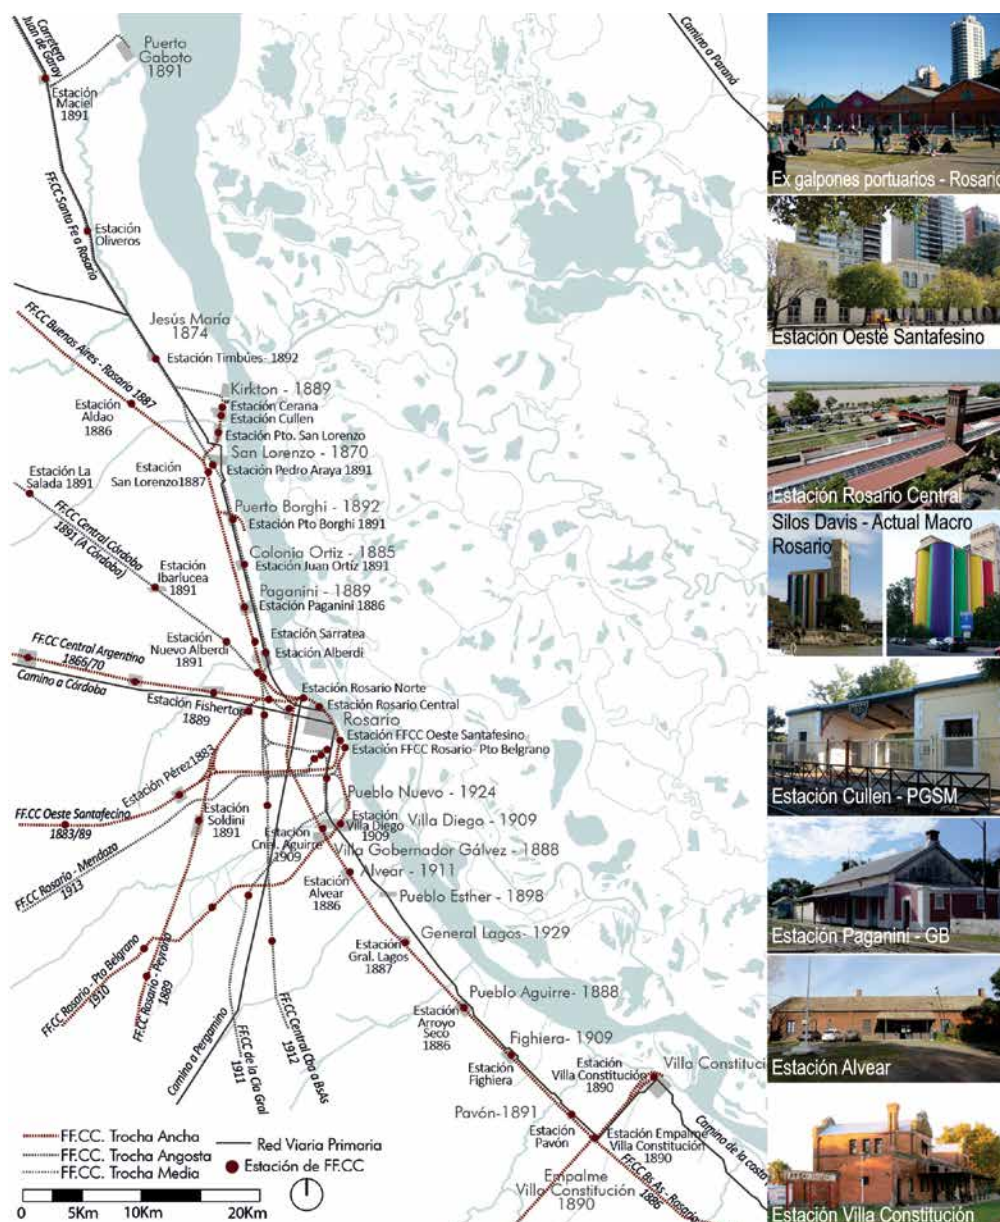 Carretera
Juan de Garay
Puerto
Gaboto
1891
Camino a Paraná
Estación
Maciel
1891
FF.CC Santa Fe a Rosario
Estación
Oliveros
Jesús María
1874
FF.CC Buenos Aires - Rosario 1887
Estación Timbúes- 1892
Kirkton - 1889
Estación Cerana
Estación Cullen
Estación
Aldao
1886
Estación Pto. San Lorenzo
San Lorenzo - 1870
Estación Pedro Araya 1891
Estación
San Lorenzo1887
Estación La
Salada 1891
FF.CC Central Córdoba
1891 (A Córdoba)
Puerto Borghi - 1892
Estación Pto Borghi 1891
Colonia Ortiz - 1885
Estación Juan Ortíz 1891
Estación
Ibarlucea
1891
Paganini - 1889
Estación Paganini 1886
Estación
Nuevo Alberdi
1891
Estación Sarratea
Estación Alberdi
FF.CC Central Argentino
1866/70
Camino a Córdoba
Estación Fisherton
1889
Estación Rosario Norte
Estación Rosario Central
Rosario
Estación FFCC Oeste Santafesino
Estación FFCC Rosario- Pto Belgrano
Estación Pérez1883
Pueblo Nuevo - 1924
FF.CC Oeste Santafecino
1883/89
Estación
Soldini
1891
Estación
Villa Diego
1909
Villa Diego - 1909
Estación
Cnel. Aguirre
1909
Villa Gobernador Gálvez - 1888
FF.CC Rosario - Mendoza
1913
Alvear - 1911
Estación
Alvear
1886
Pueblo Esther - 1898
General Lagos- 1929
Estación
Gral. Lagos
1887
FF.CC Rosario - Pto Belgrano
1910
FF.CC Rosario - Peyrano
1889
Camino a Pergamino
FF.CC de la Cía Gral
1911
FF.CC Central Cba a BsAs
1912
Pueblo Aguirre- 1888
Estación
Arroyo
Seco
1886
Fighiera- 1909
Estación
Fighiera
Estación
Villa Constitución
1890
Villa Constituci
Pavón-1891
Estación
Pavón
Estación Empalme
Villa Constitución
1890
Camino de la costa
FF.CC Bs As - Rosario
1886
Empalme
Villa Constitución
1890
FF.CC. Trocha Ancha
FF.CC. Trocha Angosta
FF.CC. Trocha Media
Red Viaria Primaria
Estación de FF.CC
0 5Km 10Km 20Km
Ex galpones portuarios - Rosario
Estación Oeste Santafesino
Estación Rosario Central
Silos Davis - Actual Macro
Rosario
Estación Cullen - PGSM
Estación Paganini - GB
Estación Alvear
Estación Villa Constitución